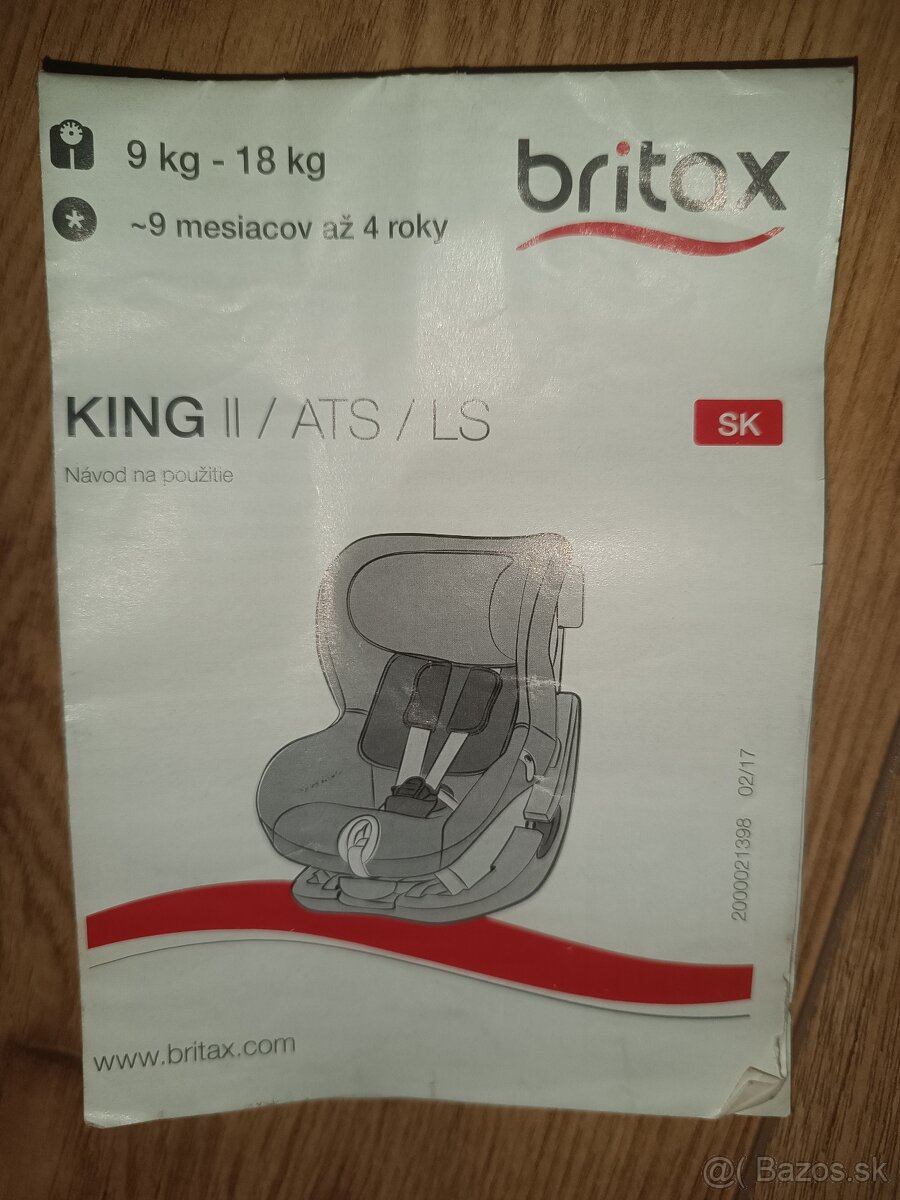 9 kg - 18 kg
~9 mesiacov až 4 roky
britax
KING II / ATS / LS
SK
Návod na použitie
2000021398 02/17
www.britax.com
@( Bazos.sk